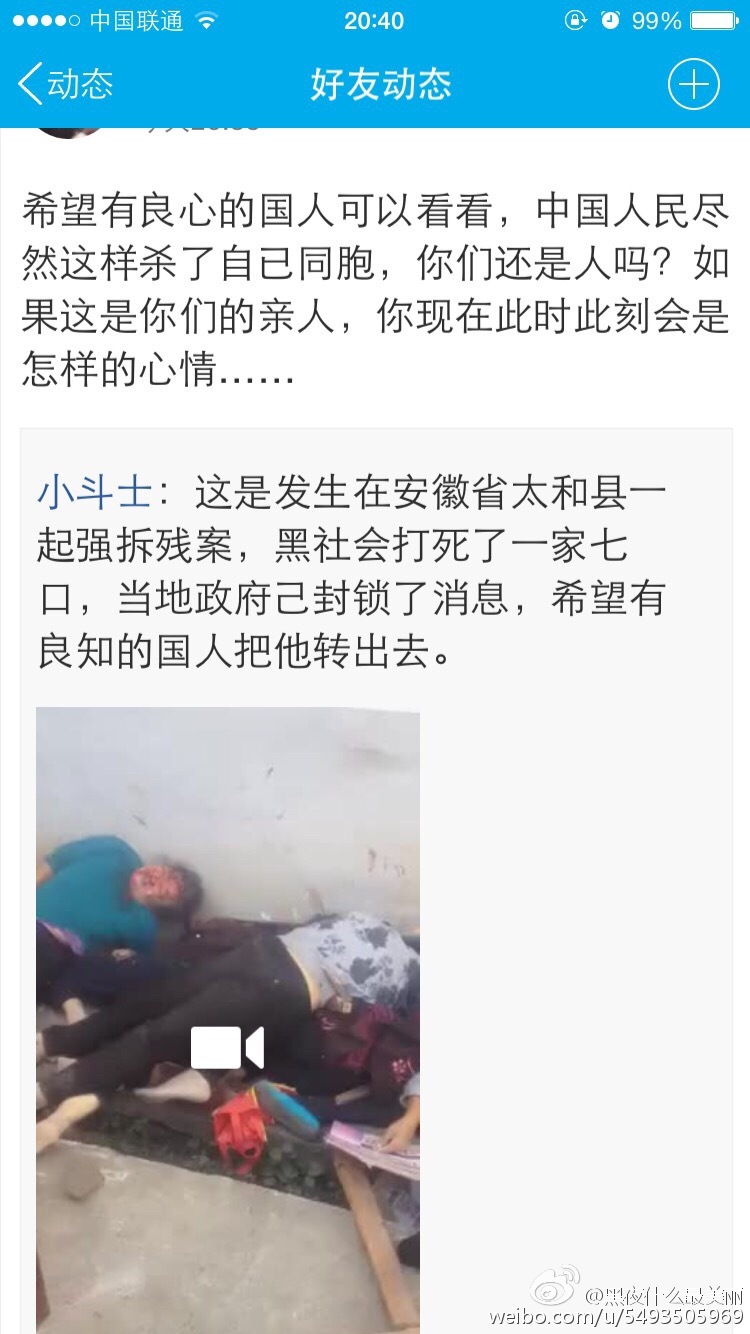 中国联通
20:40
99%
动态
好友动态
希望有良心的国人可以看看，中国人民尽
然这样杀了自己同胞，你们还是人吗？如
果这是你们的亲人，你现在此时此刻会是
怎样的心情……
小斗士：这是发生在安徽省太和县一
起强拆残案，黑社会打死了一家七
口，当地政府己封锁了消息，希望有
良知的国人把他转出去。
@黑夜什么最美丽
weibo.com/u/5493505969